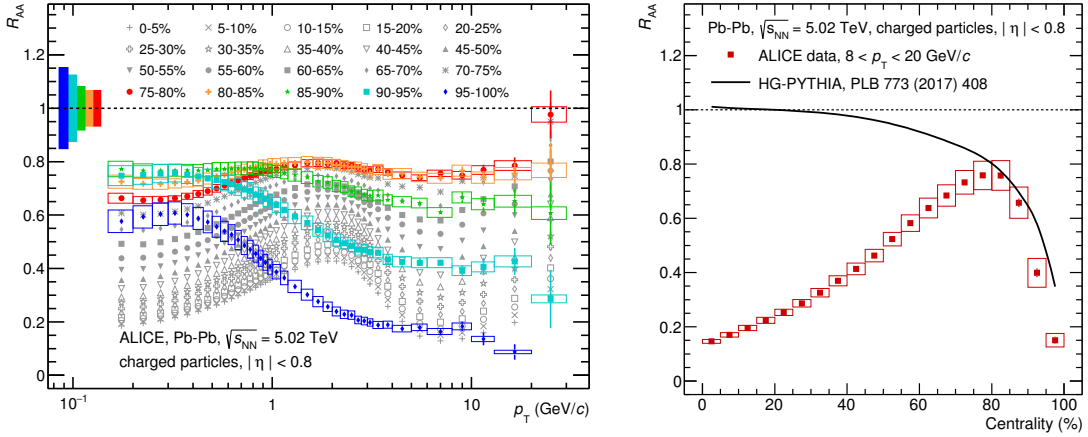 R_AA
1.2
1
0.8
0.6
0.4
0.2
0
0-5% 5-10% 10-15% 15-20% 20-25%
25-30% 30-35% 35-40% 40-45% 45-50%
50-55% 55-60% 60-65% 65-70% 70-75%
75-80% 80-85% 85-90% 90-95% 95-100%
ALICE, Pb-Pb, √s_NN = 5.02 TeV
charged particles, | η | < 0.8
10⁻¹ 1 10
p_T (GeV/c)
R_AA
1.2
1
0.8
0.6
0.4
0.2
0
Pb-Pb, √s_NN = 5.02 TeV, charged particles, | η | < 0.8
ALICE data, 8 < p_T < 20 GeV/c
HG-PYTHIA, PLB 773 (2017) 408
0 20 40 60 80 100
Centrality (%)